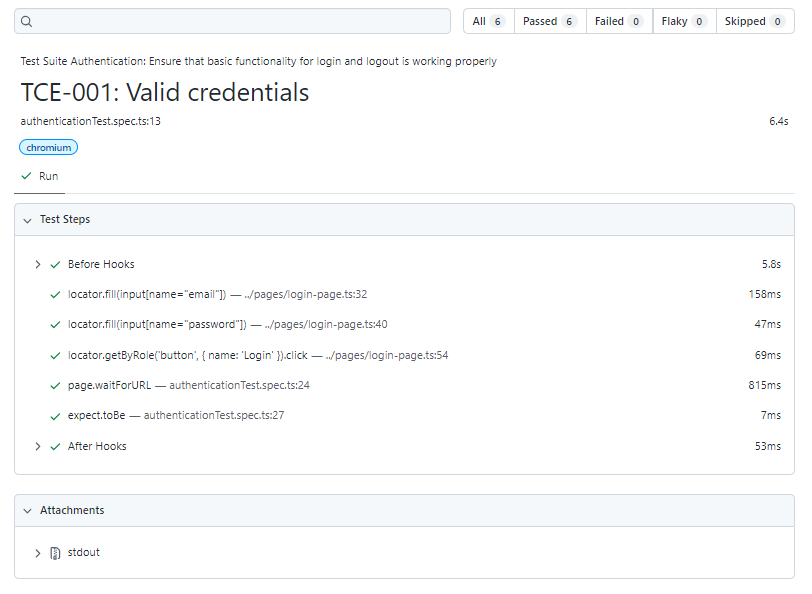 All 6 Passed 6 Failed 0 Flaky 0 Skipped 0
Test Suite Authentication: Ensure that basic functionality for login and logout is working properly
TCE-001: Valid credentials
authenticationTest.spec.ts:13 6.4s
chromium
Run
Test Steps
Before Hooks 5.8s
locator.fill(input[name="email"]) — ../pages/login-page.ts:32 158ms
locator.fill(input[name="password"]) — ../pages/login-page.ts:40 47ms
locator.getByRole('button', { name: 'Login' }).click — ../pages/login-page.ts:54 69ms
page.waitForURL — authenticationTest.spec.ts:24 815ms
expect.toBe — authenticationTest.spec.ts:27 7ms
After Hooks 53ms
Attachments
stdout